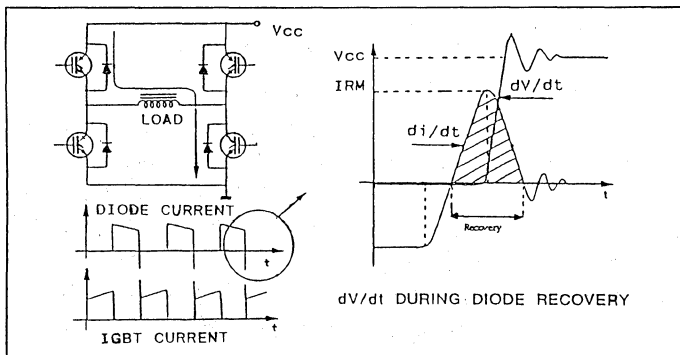 Vcc
LOAD
DIODE CURRENT
t
IGBT CURRENT
t
Vcc
IRM
dV/dt
di/dt
t
Recovery
dV/dt DURING DIODE RECOVERY